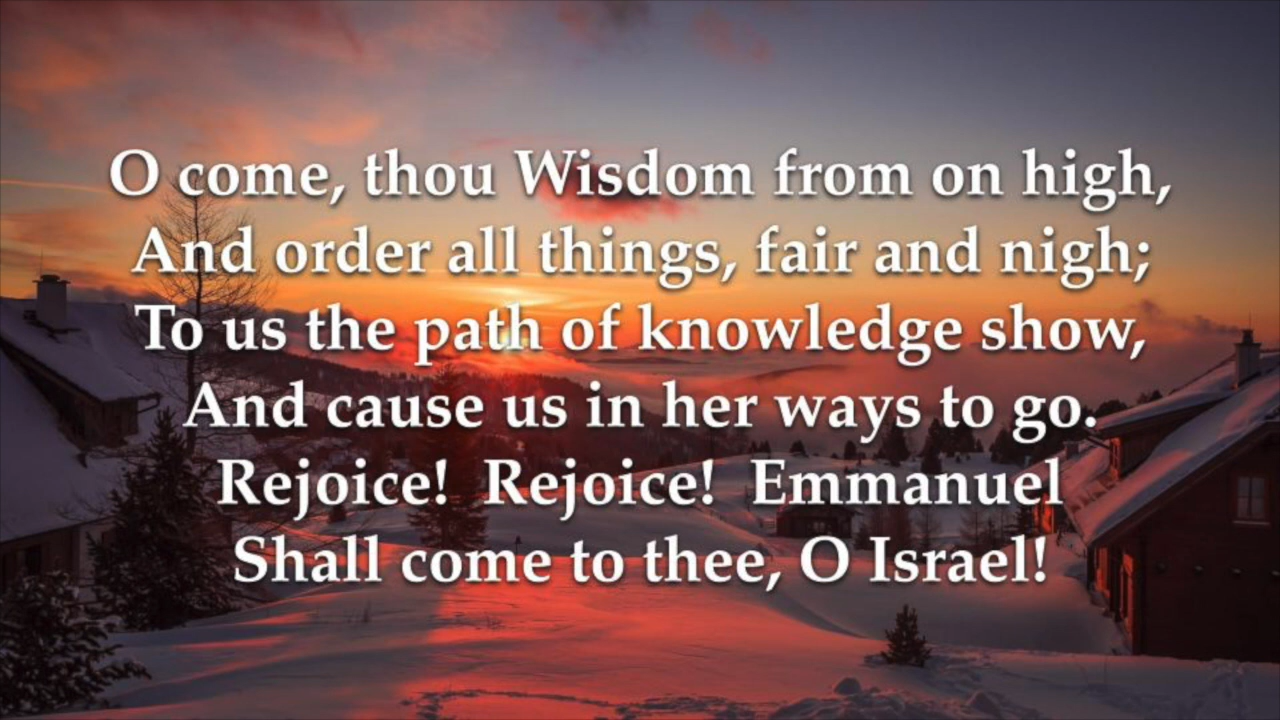 O come, thou Wisdom from on high,
And order all things, fair and nigh;
To us the path of knowledge show,
And cause us in her ways to go.
Rejoice!  Rejoice!  Emmanuel
Shall come to thee, O Israel!